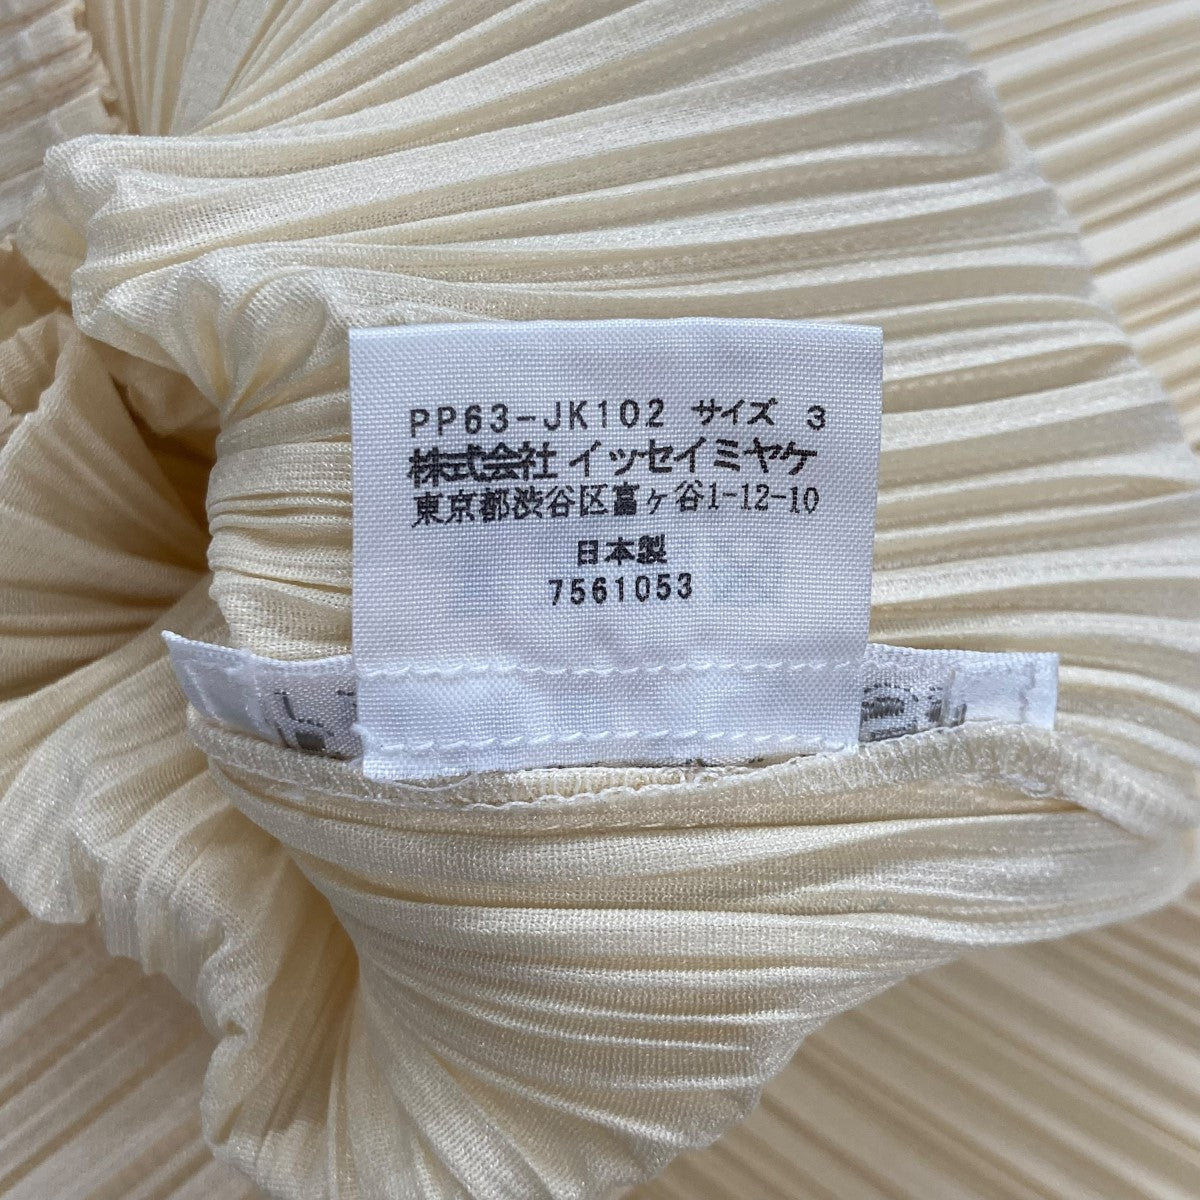 PP63-JK102 サイズ 3
株式会社 イッセイミヤケ
東京都渋谷区富ヶ谷1-12-10
日本製
7561053